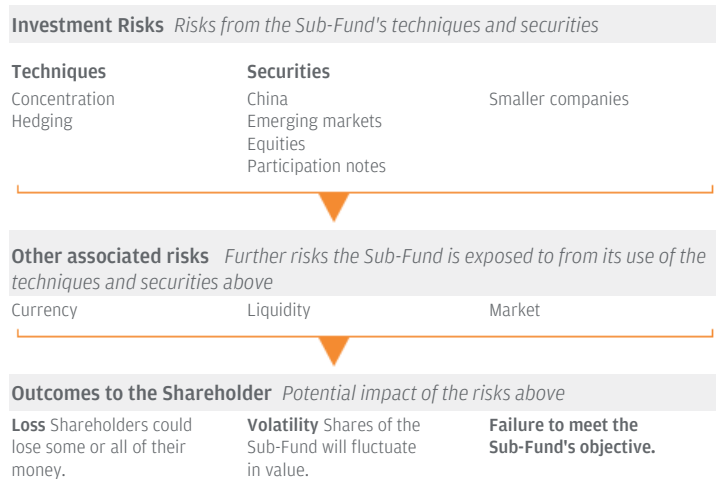 Investment Risks Risks from the Sub-Fund's techniques and securities
Techniques
Concentration
Hedging
Securities
China
Emerging markets
Equities
Participation notes
Smaller companies
Other associated risks Further risks the Sub-Fund is exposed to from its use of the
techniques and securities above
Currency
Liquidity
Market
Outcomes to the Shareholder Potential impact of the risks above
Loss Shareholders could
lose some or all of their
money.
Volatility Shares of the
Sub-Fund will fluctuate
in value.
Failure to meet the
Sub-Fund's objective.